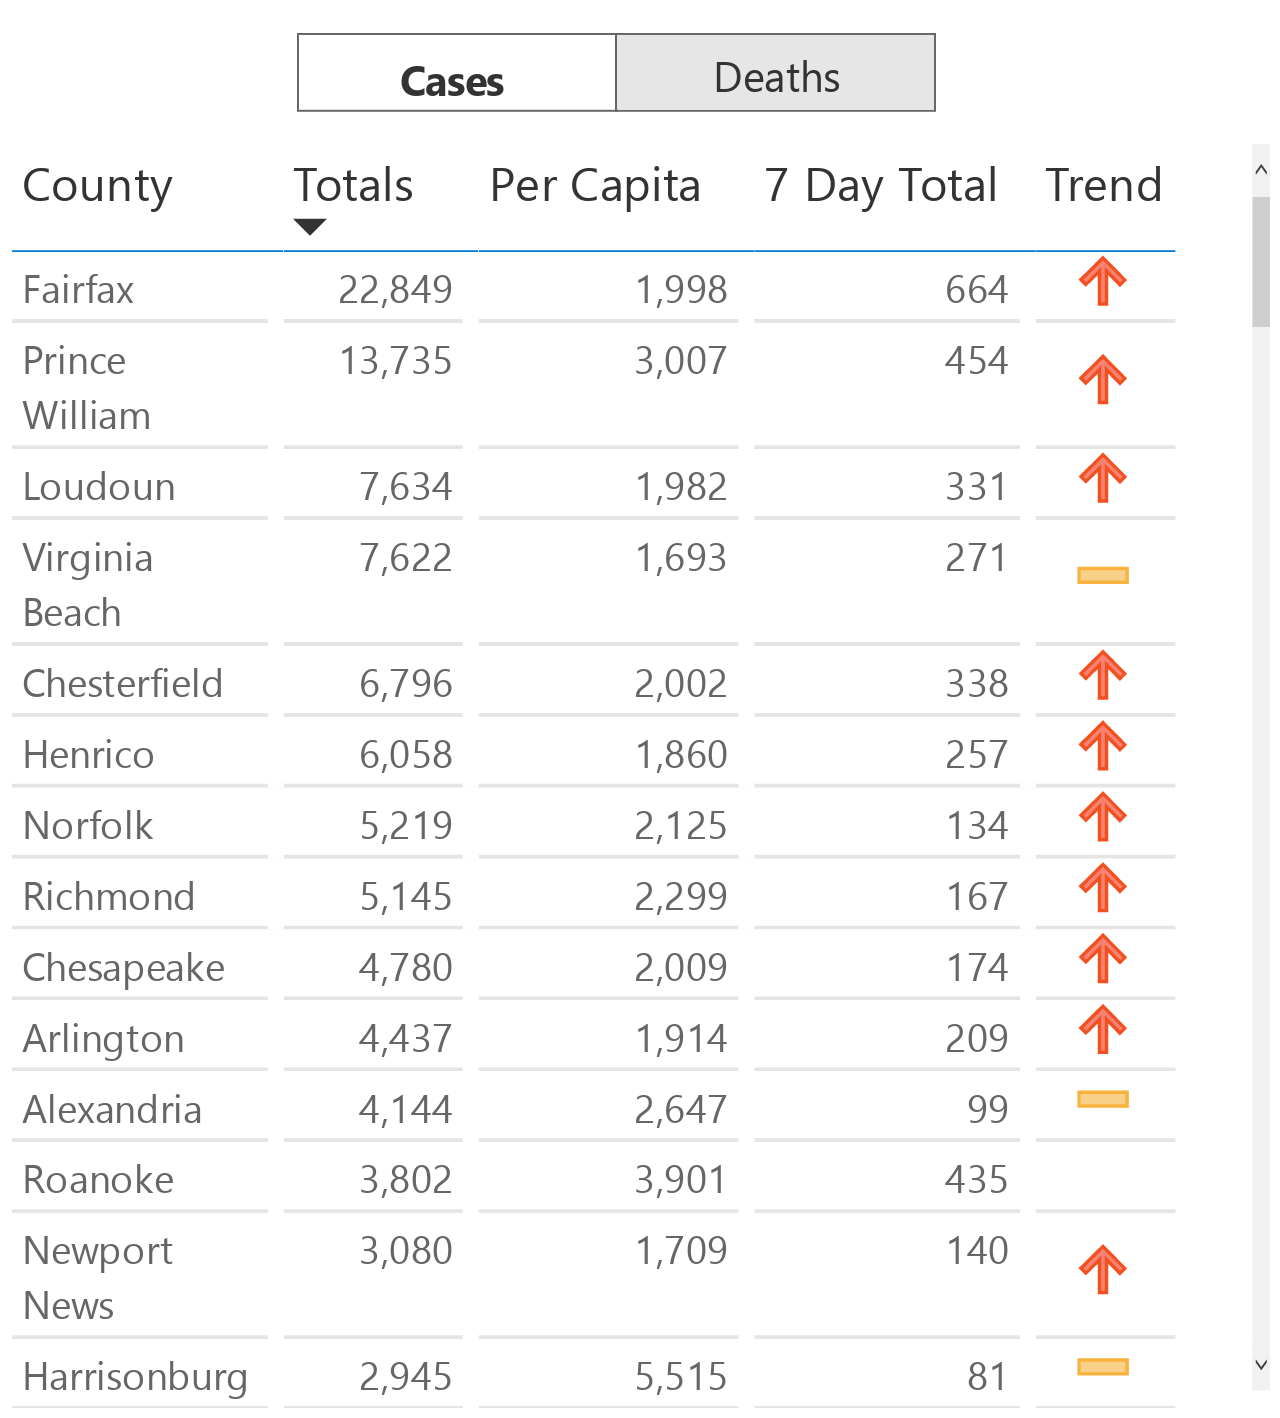 Cases Deaths
County Totals Per Capita 7 Day Total Trend
Fairfax 22,849 1,998 664
Prince 13,735 3,007 454
William
Loudoun 7,634 1,982 331
Virginia 7,622 1,693 271
Beach
Chesterfield 6,796 2,002 338
Henrico 6,058 1,860 257
Norfolk 5,219 2,125 134
Richmond 5,145 2,299 167
Chesapeake 4,780 2,009 174
Arlington 4,437 1,914 209
Alexandria 4,144 2,647 99
Roanoke 3,802 3,901 435
Newport 3,080 1,709 140
News
Harrisonburg 2,945 5,515 81